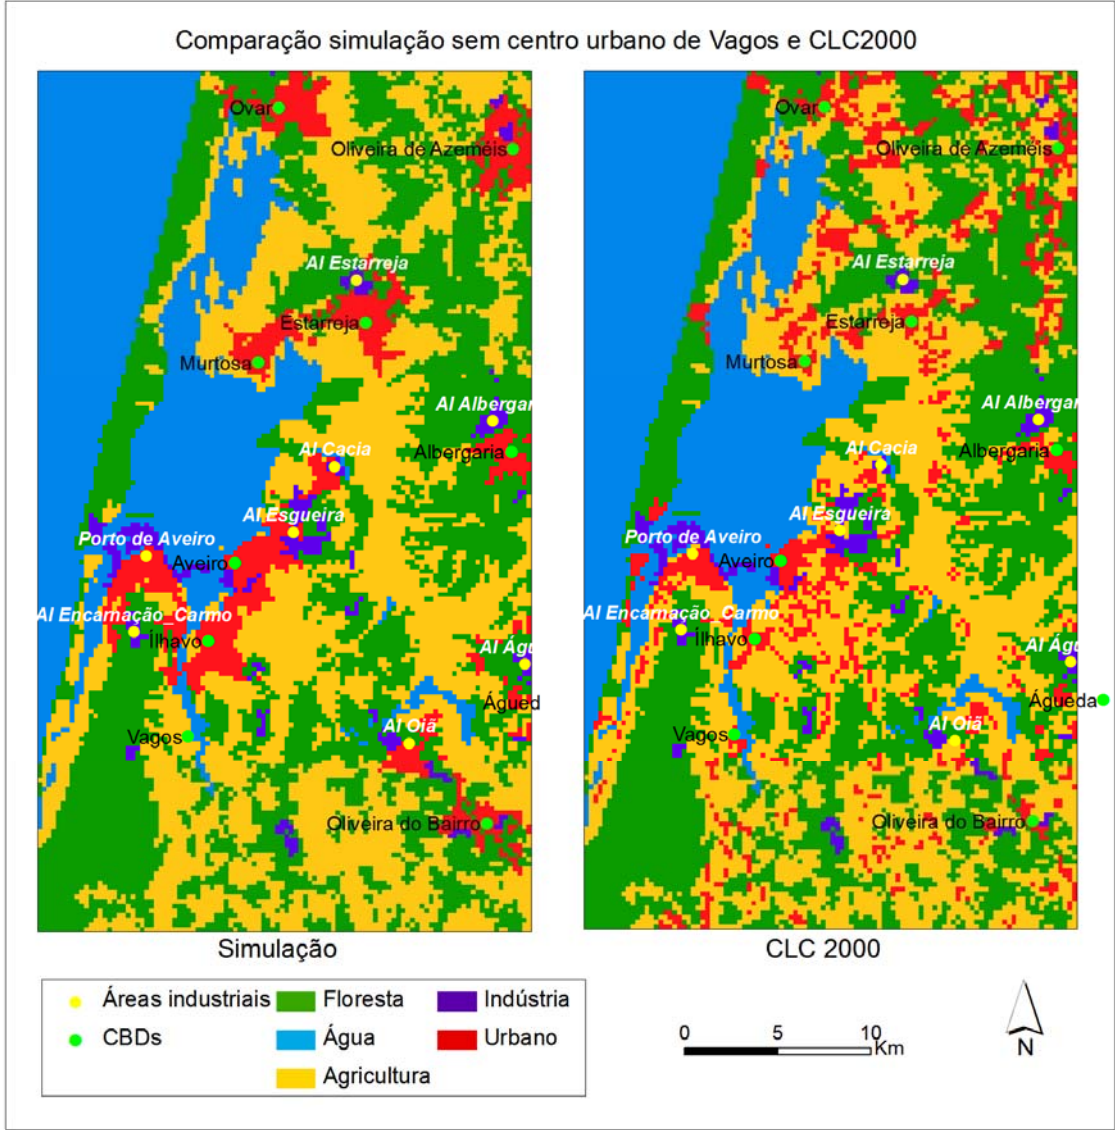 Comparação simulação sem centro urbano de Vagos e CLC2000
Ovar
Oliveira de Azeméis
AI Estarreja
Estarreja
Murtosa
AI Albergar
Albergaria
AI Cacia
AI Esgueira
Porto de Aveiro
Aveiro
AI Encarnação_Carmo
Ílhavo
AI Águ
Águed
AI Oiã
Vagos
Oliveira do Bairro
Simulação
Ovar
Oliveira de Azeméis
AI Estarreja
Estarreja
Murtosa
AI Albergar
Albergaria
AI Cacia
AI Esgueira
Porto de Aveiro
Aveiro
AI Encarnação_Carmo
Ílhavo
AI Águ
Águeda
AI Oiã
Vagos
Oliveira do Bairro
CLC 2000
Áreas industriais
CBDs
Floresta
Água
Agricultura
Indústria
Urbano
0 5 10
Km
N